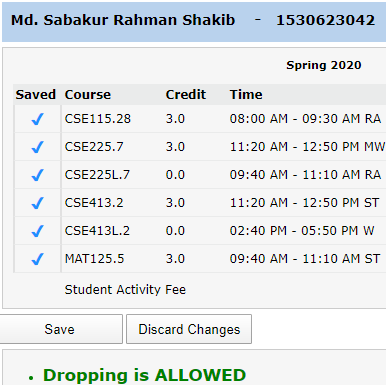 Md. Sabakur Rahman Shakib - 1530623042
Spring 2020
Saved Course Credit Time
CSE115.28 3.0 08:00 AM - 09:30 AM RA
CSE225.7 3.0 11:20 AM - 12:50 PM MW
CSE225L.7 0.0 09:40 AM - 11:10 AM RA
CSE413.2 3.0 11:20 AM - 12:50 PM ST
CSE413L.2 0.0 02:40 PM - 05:50 PM W
MAT125.5 3.0 09:40 AM - 11:10 AM ST
Student Activity Fee
Save Discard Changes
• Dropping is ALLOWED